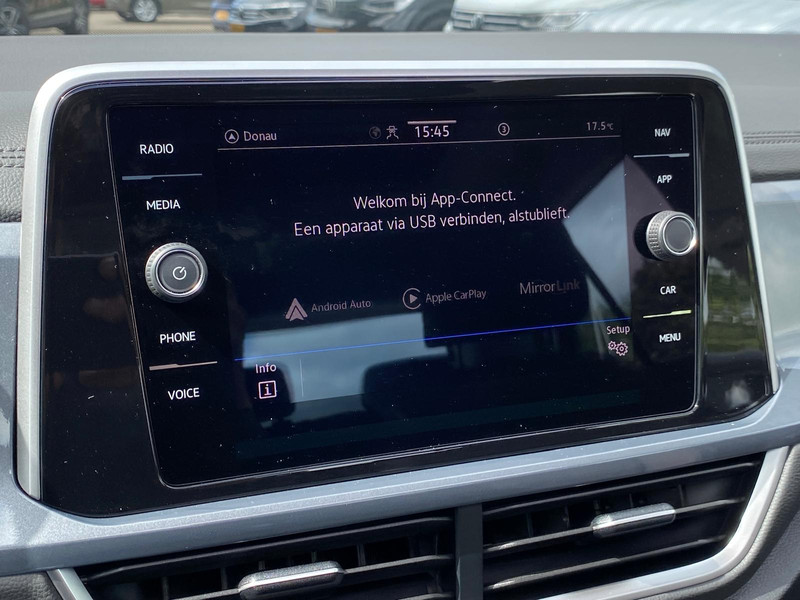 RADIO
MEDIA
PHONE
VOICE
Donau
15:45
3
17.5°C
Welkom bij App-Connect.
Een apparaat via USB verbinden, alstublieft.
Android Auto
Apple CarPlay
MirrorLink
Setup
Info
i
NAV
APP
CAR
MENU